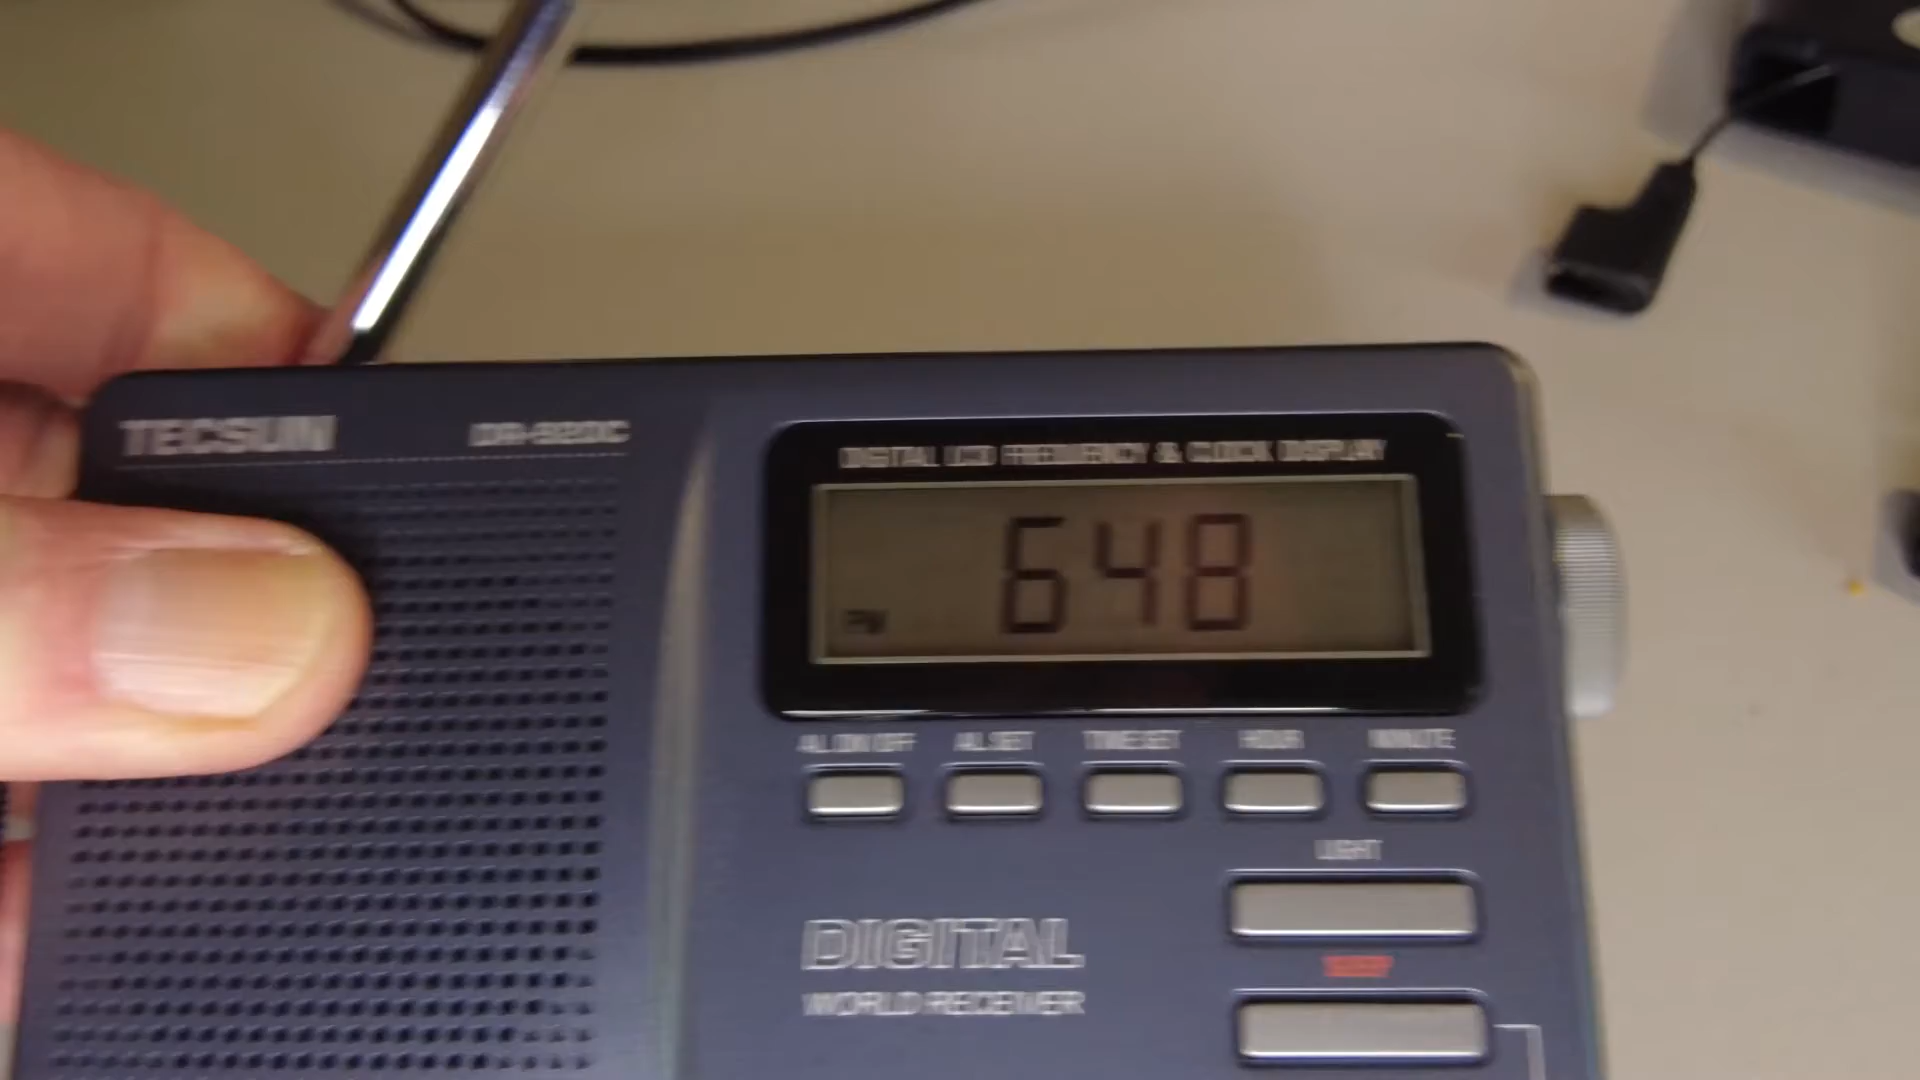 TECSUN DR-920C
DIGITAL LCD FREQUENCY & CLOCK DISPLAY
648
AL.ON/OFF AL.SET TIME SET HOUR MINUTE
LIGHT
DIGITAL
WORLD RECEIVER